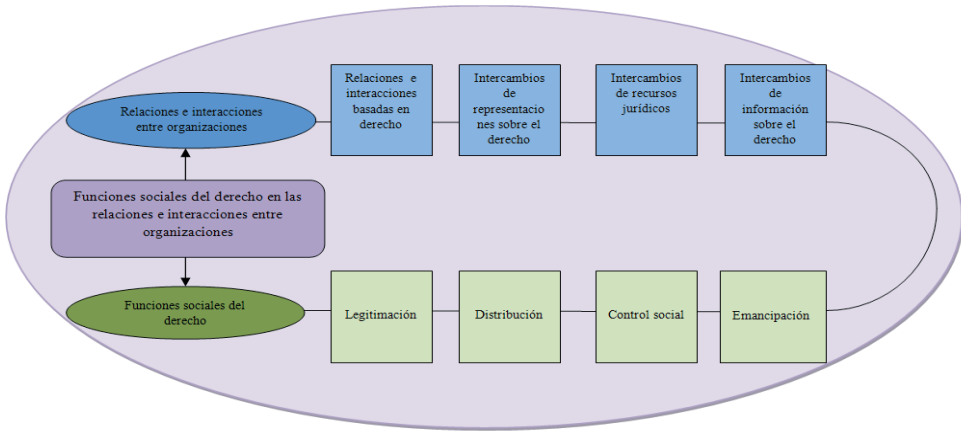 Relaciones e interacciones
entre organizaciones
Relaciones e
interacciones
basadas en
derecho
Intercambios
de
representacio
nes sobre el
derecho
Intercambios
de recursos
jurídicos
Intercambios
de
información
sobre el
derecho
Funciones sociales del derecho en las
relaciones e interacciones entre
organizaciones
Funciones sociales del
derecho
Legitimación
Distribución
Control social
Emancipación